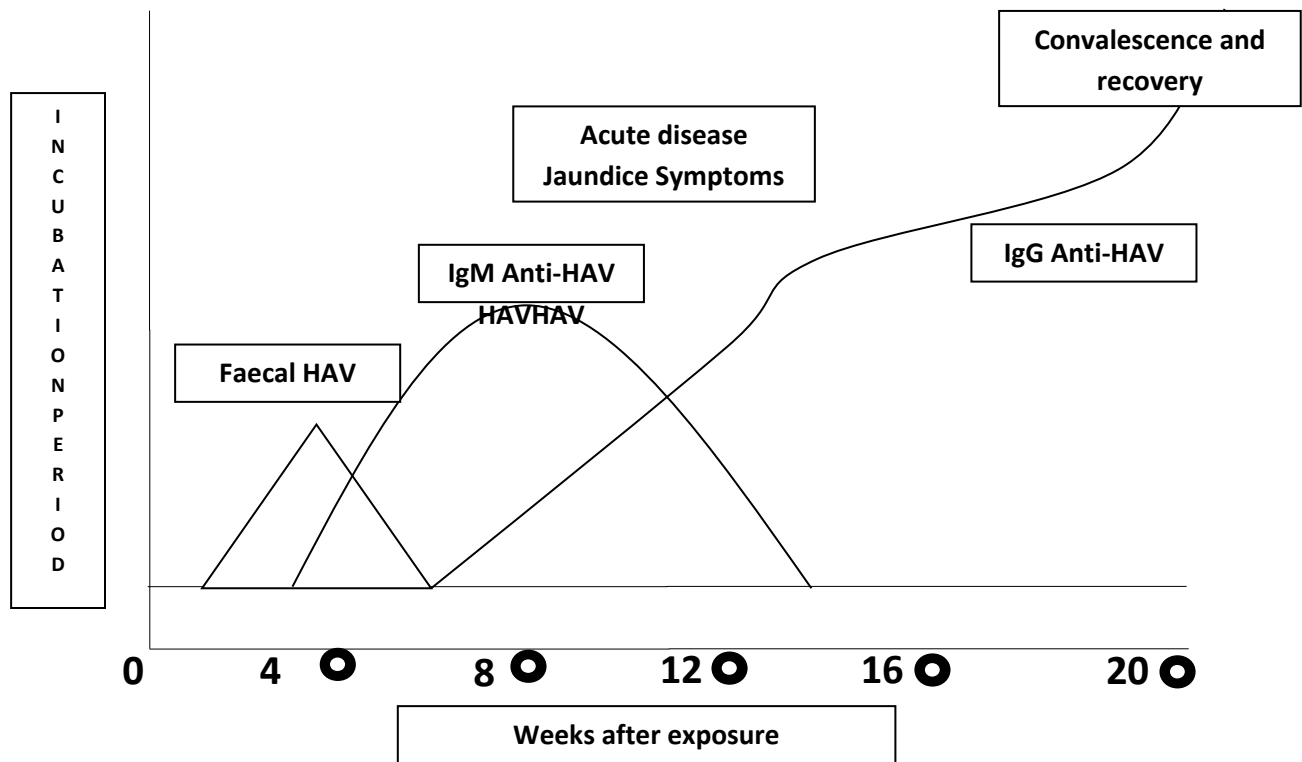 Convalescence and
recovery
Acute disease
Jaundice Symptoms
IgG Anti-HAV
IgM Anti-HAV
HAVHAV
Faecal HAV
I
N
C
U
B
A
T
I
O
N
P
E
R
I
O
D
0 4 8 12 16 20
Weeks after exposure